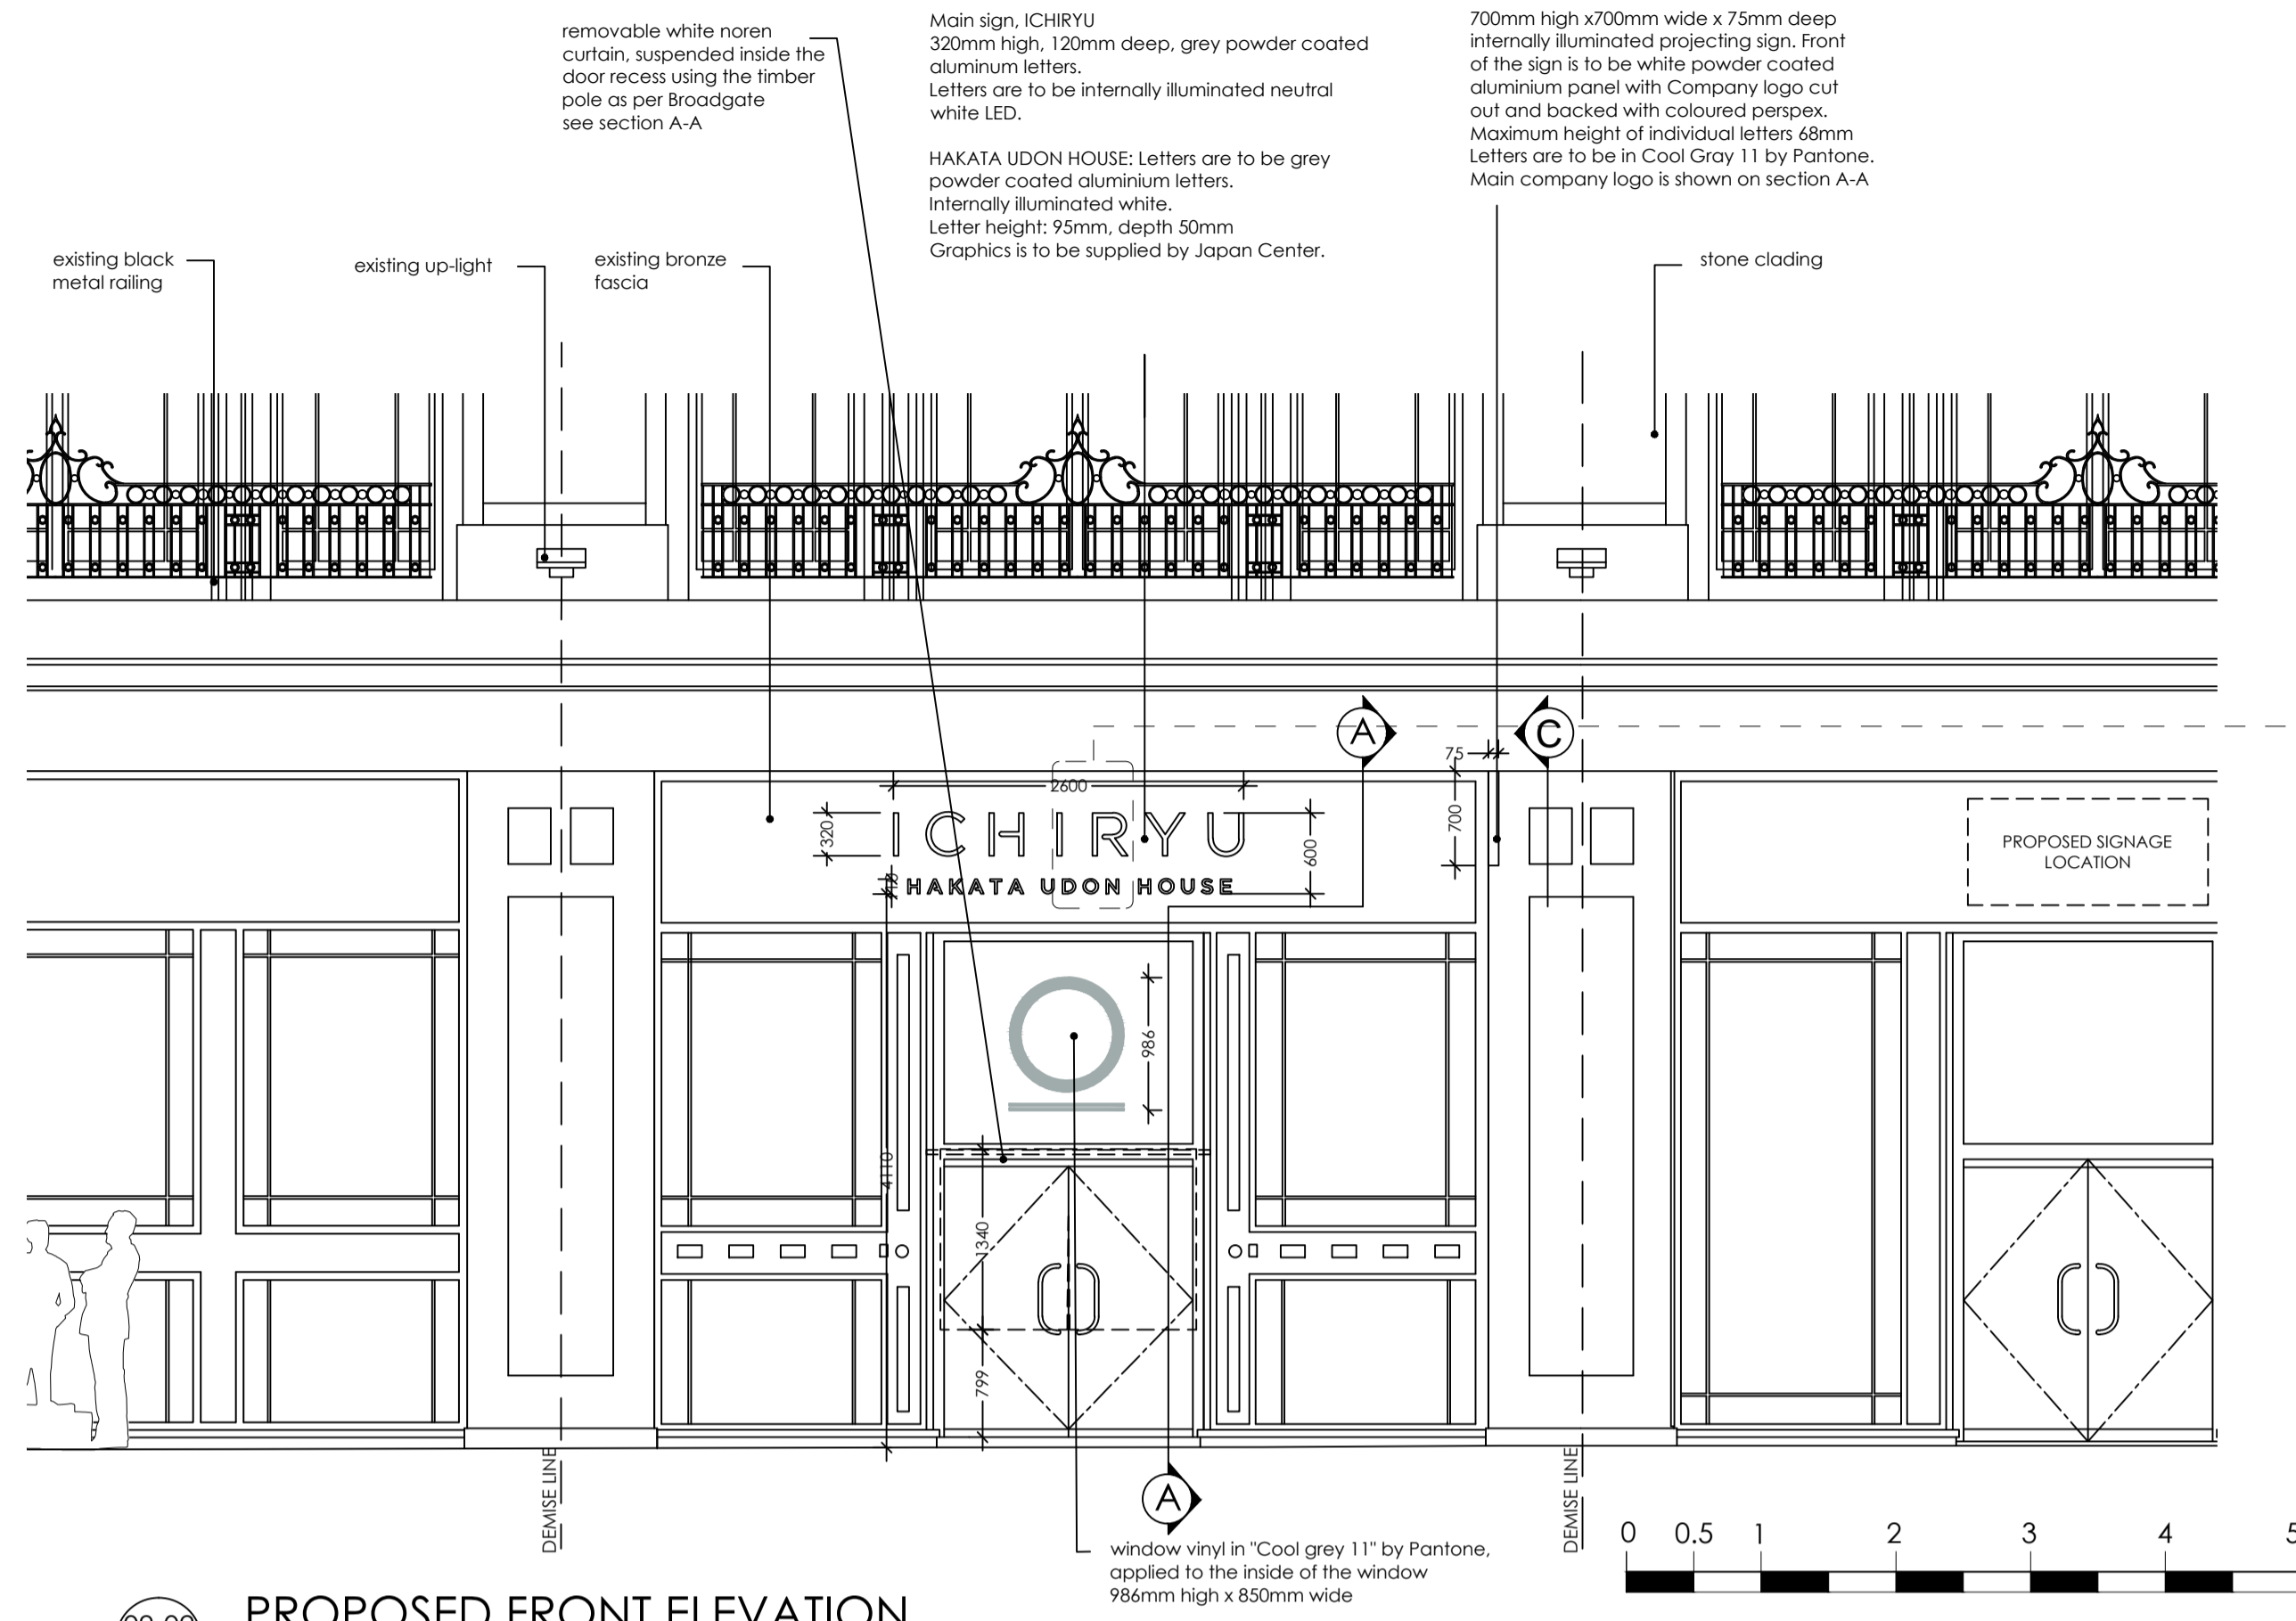 removable white noren
curtain, suspended inside the
door recess using the timber
pole as per Broadgate
see section A-A
Main sign, ICHIRYU
320mm high, 120mm deep, grey powder coated
aluminum letters.
Letters are to be internally illuminated neutral
white LED.
HAKATA UDON HOUSE: Letters are to be grey
powder coated aluminium letters.
Internally illuminated white.
Letter height: 95mm, depth 50mm
Graphics is to be supplied by Japan Center.
700mm high x700mm wide x 75mm deep
internally illuminated projecting sign. Front
of the sign is to be white powder coated
aluminium panel with Company logo cut
out and backed with coloured perspex.
Maximum height of individual letters 68mm
Letters are to be in Cool Gray 11 by Pantone.
Main company logo is shown on section A-A
existing black
metal railing
existing up-light
existing bronze
fascia
stone clading
A
C
75
2600
320
ICHIRYU
600
700
HAKATA UDON HOUSE
PROPOSED SIGNAGE
LOCATION
986
4110
1340
799
DEMISE LINE
DEMISE LINE
A
window vinyl in "Cool grey 11" by Pantone,
applied to the inside of the window
986mm high x 850mm wide
0 0.5 1 2 3 4 5
PROPOSED FRONT ELEVATION